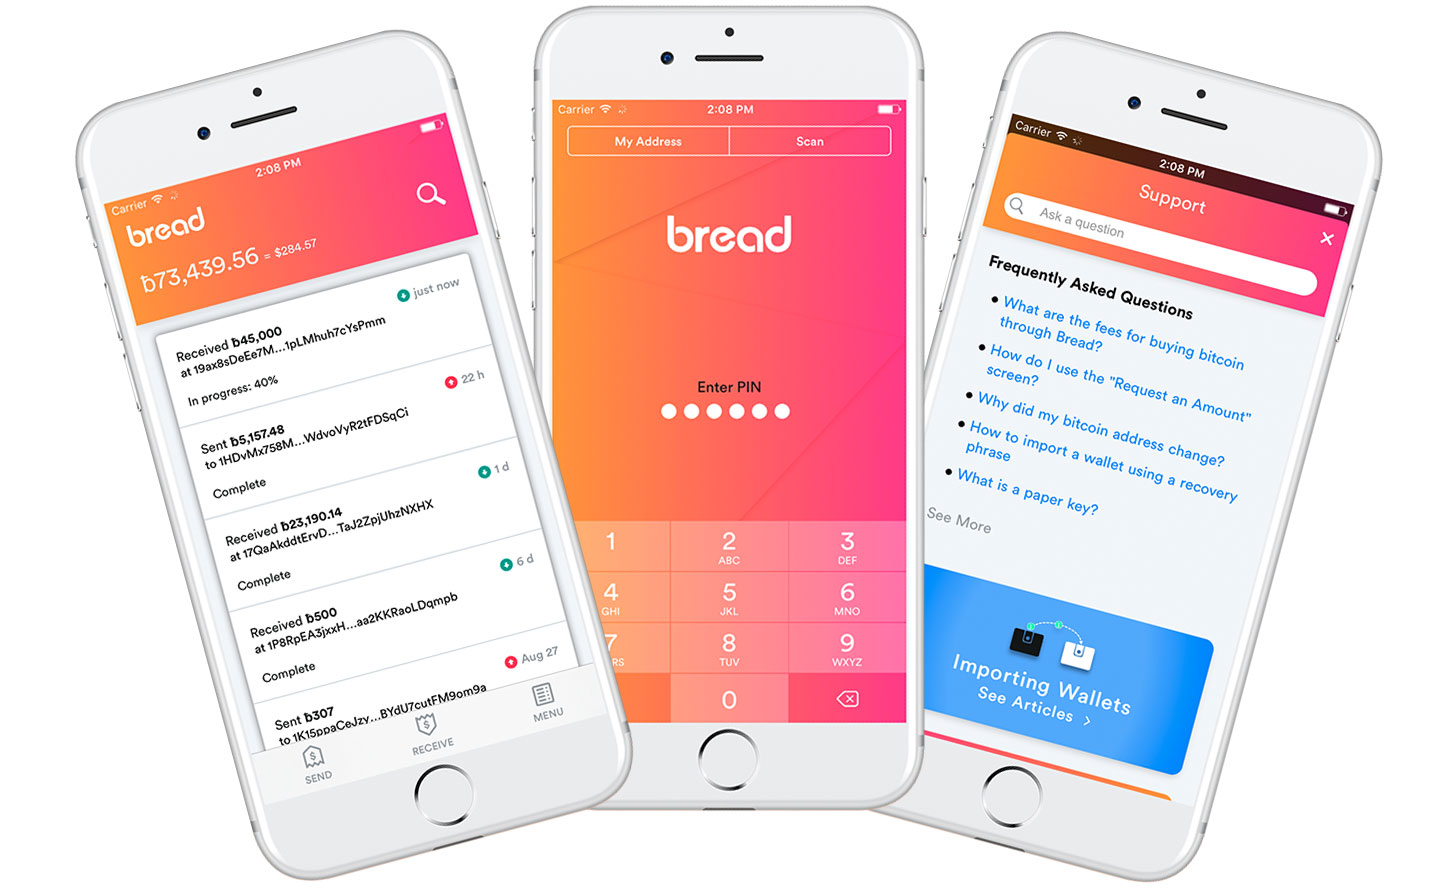 Carrier
2:08 PM
bread
ƀ73,439.56 = $284.57
just now
Received ƀ45,000
at 19ax8sDeEe7M...1pLMhuh7cYsPmm
In progress: 40%
22 h
Sent ƀ5,157.48
to 1HDvMx758M...WdvoVyR2tFDSqCi
Complete
1 d
Received ƀ23,190.14
at 17QaAkddtErvD...TaJ2ZpjUhzNXHX
Complete
6 d
Received ƀ500
at 1P8RpEA3jxxH...aa2KKRaoLDqmpb
Complete
Aug 27
Sent ƀ307
to 1K15ppaCeJzy...BYdU7cutFM9om9a
SEND
RECEIVE
MENU
Carrier
2:08 PM
My Address
Scan
bread
Enter PIN
1
2
ABC
3
DEF
4
GHI
5
JKL
6
MNO
7
RS
8
TUV
9
WXYZ
0
Carrier
2:08 PM
Support
Ask a question
Frequently Asked Questions
What are the fees for buying bitcoin
through Bread?
How do I use the "Request an Amount"
screen?
Why did my bitcoin address change?
How to import a wallet using a recovery
phrase
What is a paper key?
See More
Importing Wallets
See Articles >